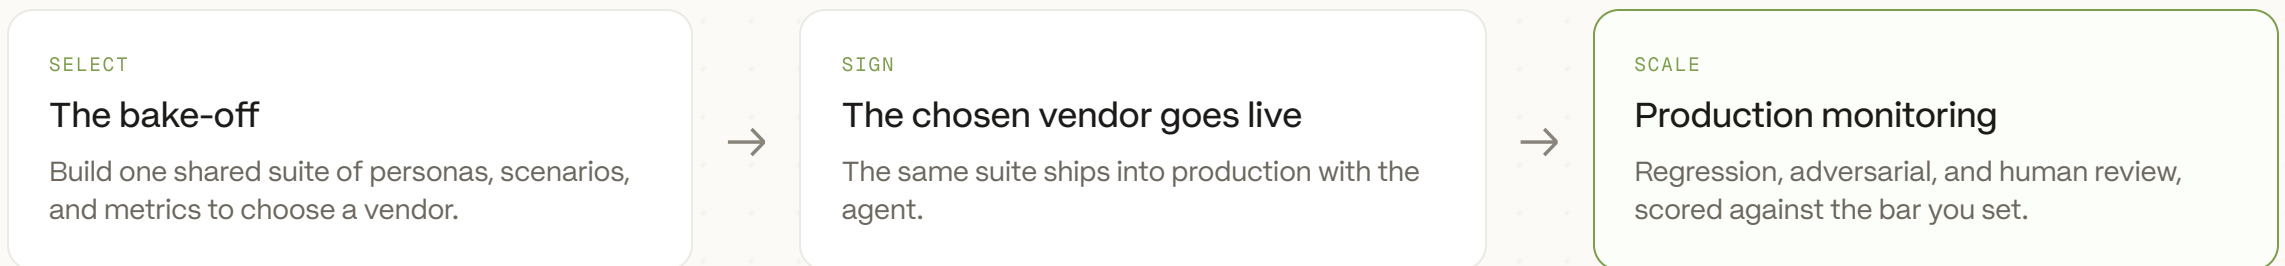 SELECT
The bake-off
Build one shared suite of personas, scenarios,
and metrics to choose a vendor.
SIGN
The chosen vendor goes live
The same suite ships into production with the
agent.
SCALE
Production monitoring
Regression, adversarial, and human review,
scored against the bar you set.